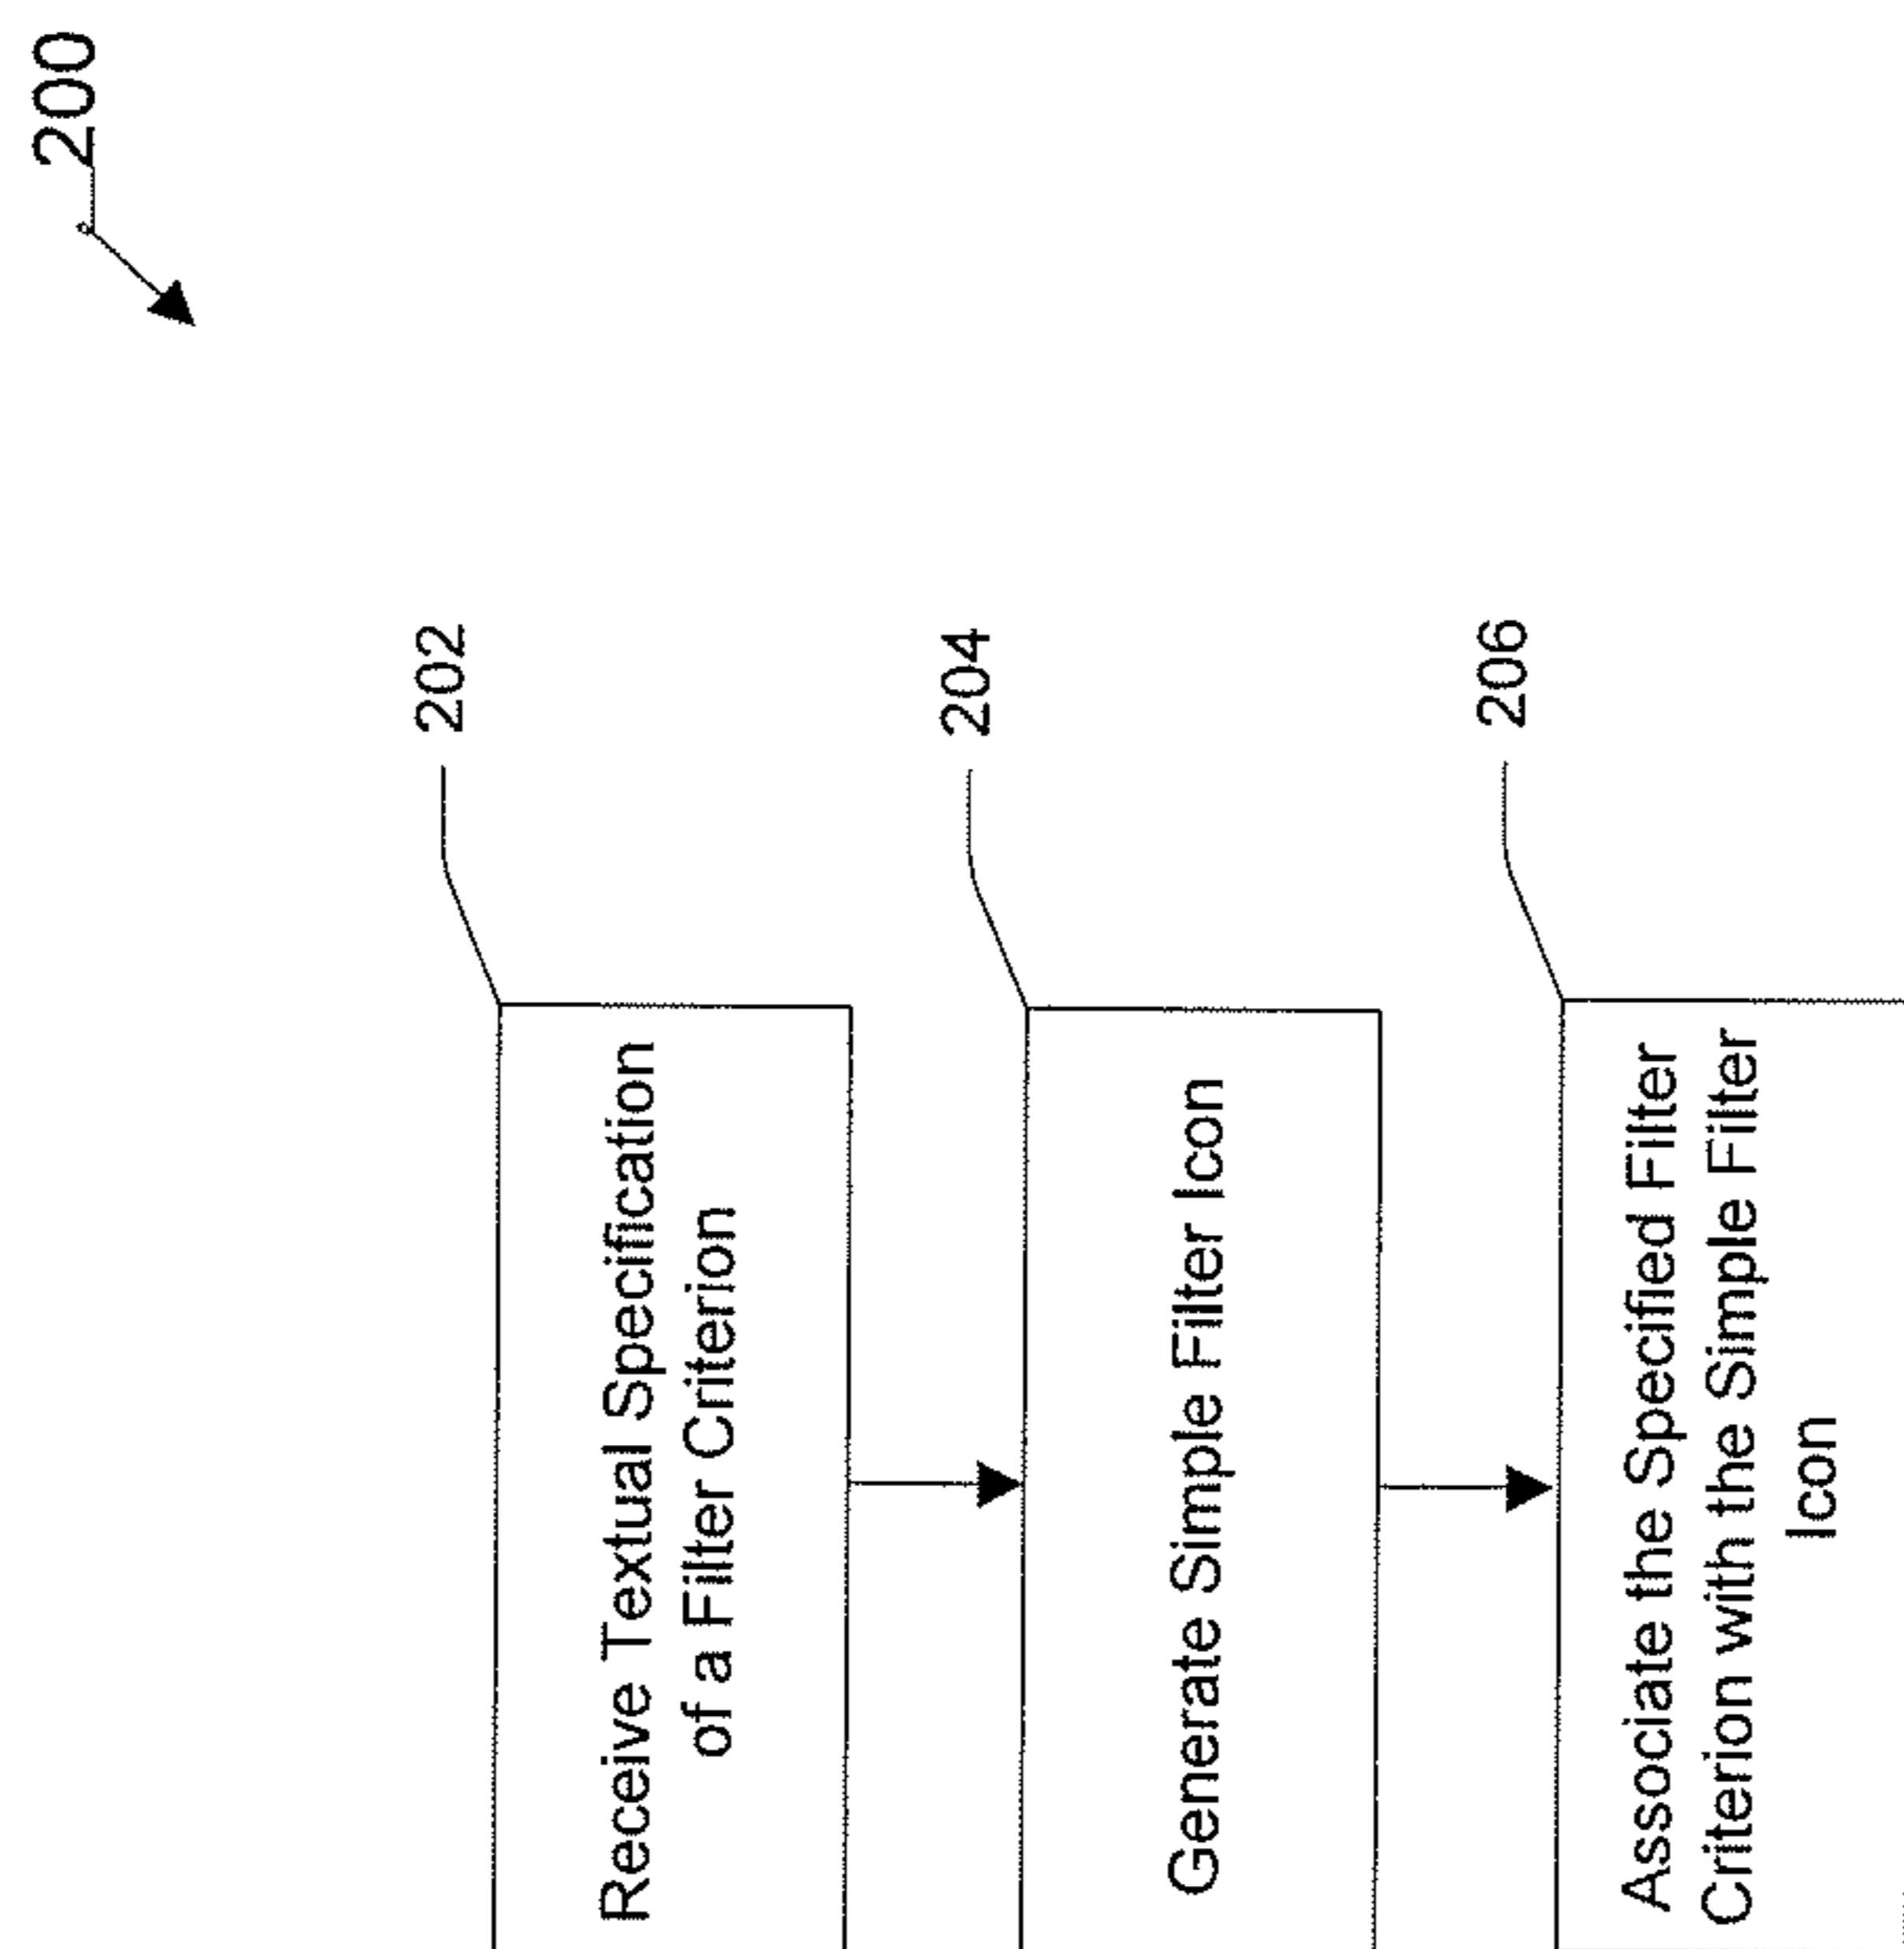 200
202
Receive Textual Specification
of a Filter Criterion
204
Generate Simple Filter Icon
206
Associate the Specified Filter
Criterion with the Simple Filter
Icon